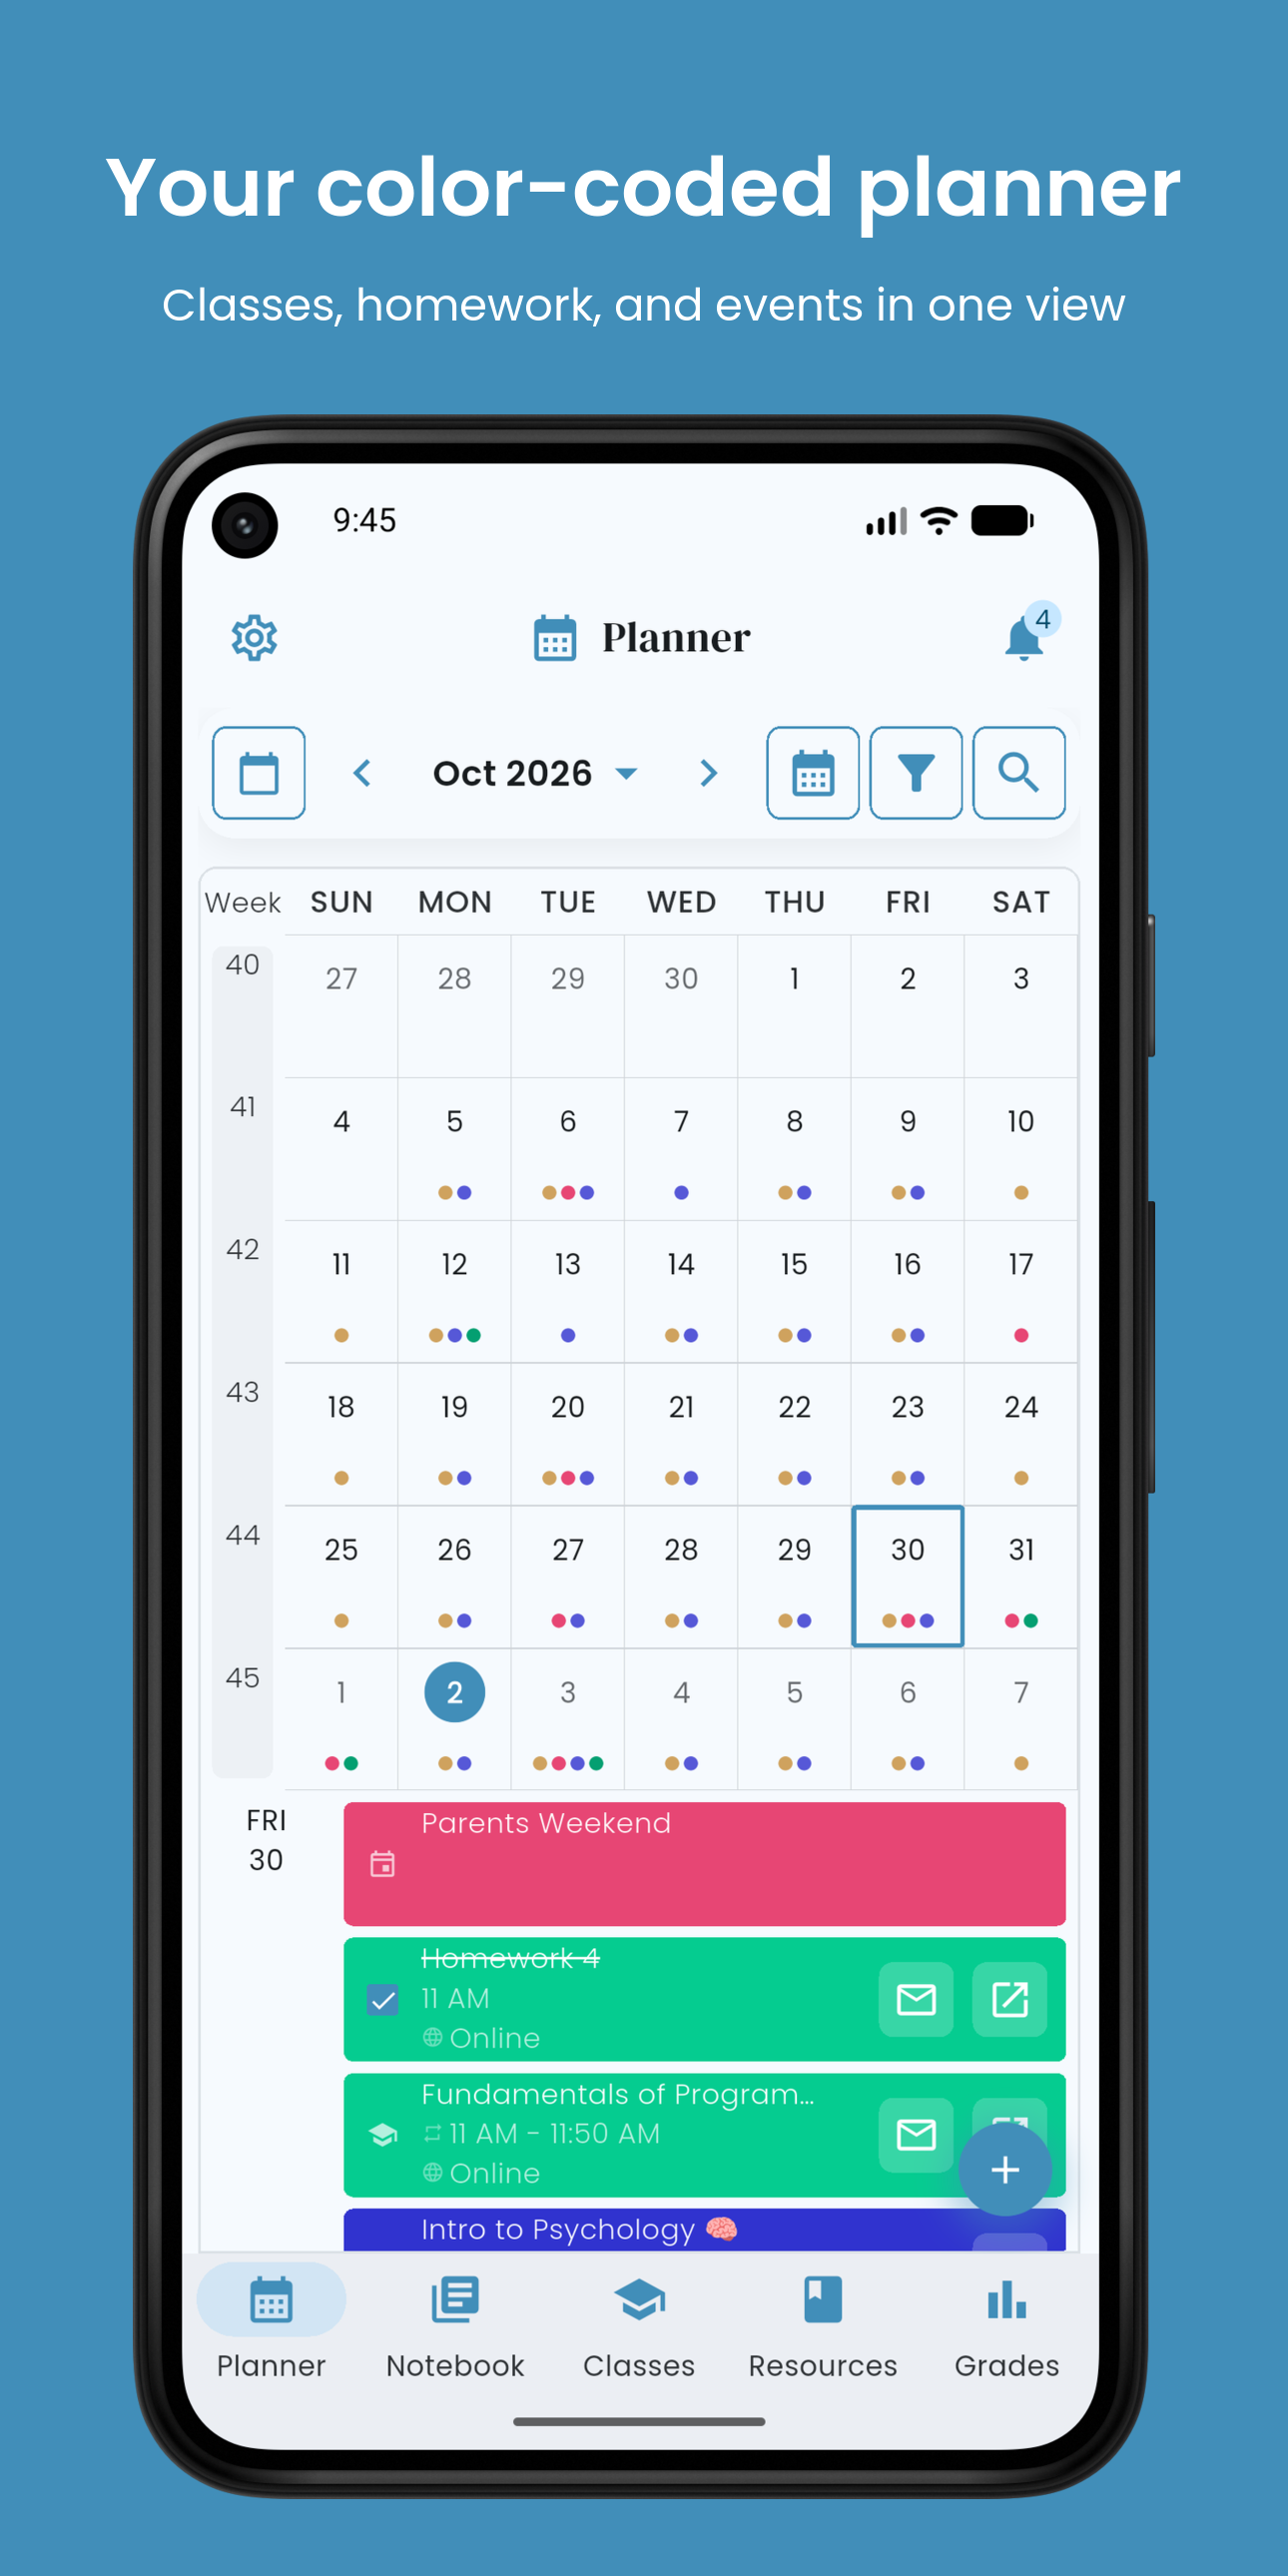 Your color-coded planner
Classes, homework, and events in one view
9:45
Planner
4
Oct 2026
Week SUN MON TUE WED THU FRI SAT
40 27 28 29 30 1 2 3
41 4 5 6 7 8 9 10
42 11 12 13 14 15 16 17
43 18 19 20 21 22 23 24
44 25 26 27 28 29 30 31
45 1 2 3 4 5 6 7
FRI
30
Parents Weekend
Homework 4
11 AM
Online
Fundamentals of Program...
11 AM - 11:50 AM
Online
Intro to Psychology 🧠
Planner Notebook Classes Resources Grades